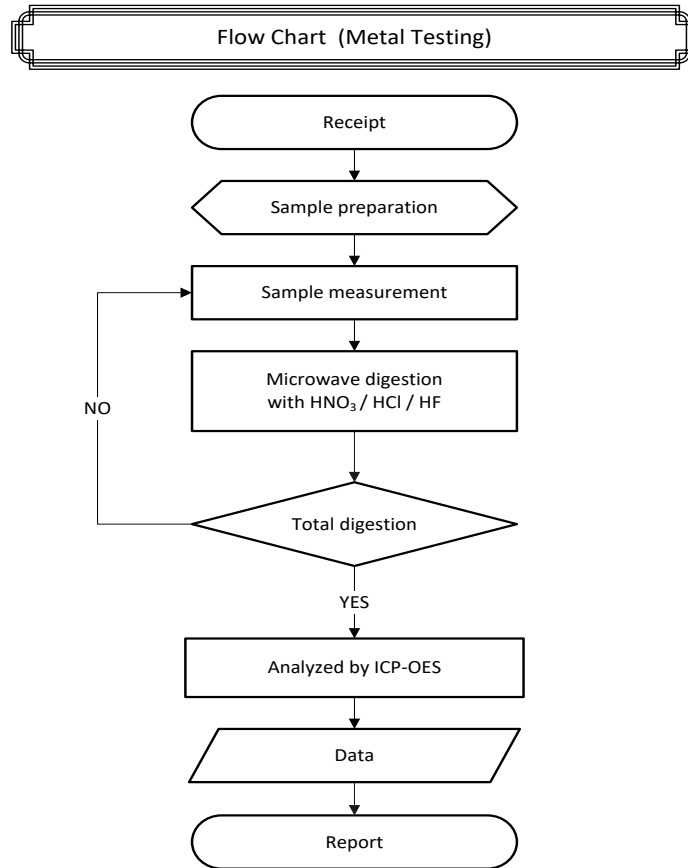 Flow Chart (Metal Testing)
Receipt
Sample preparation
Sample measurement
Microwave digestion
with HNO₃ / HCl / HF
NO
Total digestion
YES
Analyzed by ICP-OES
Data
Report